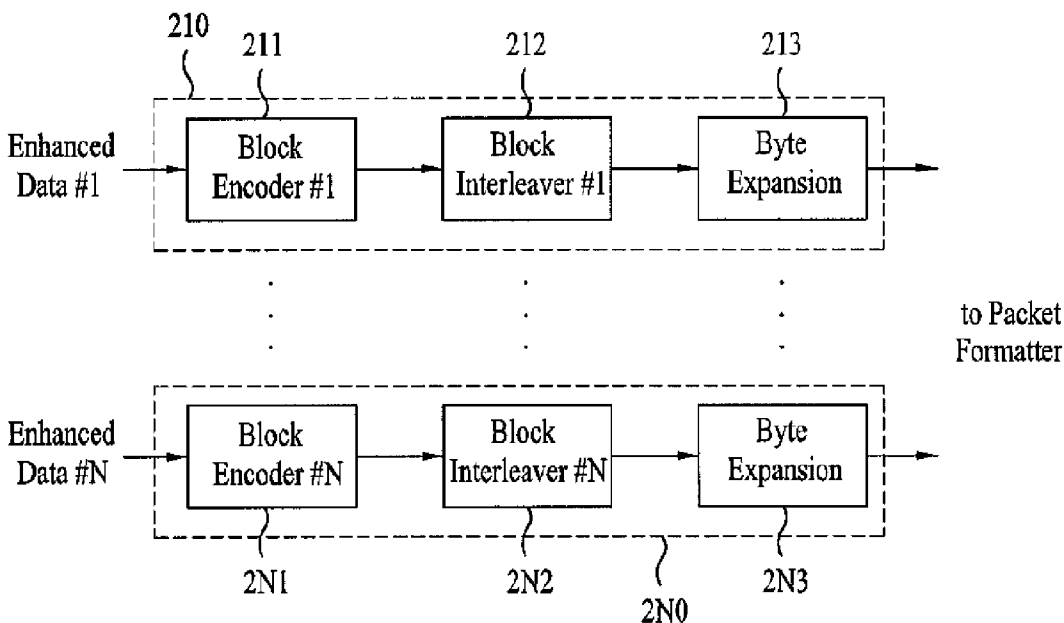 210
211
212
213
Enhanced
Data #1
Block
Encoder #1
Block
Interleaver #1
Byte
Expansion
to Packet
Formatter
Enhanced
Data #N
Block
Encoder #N
Block
Interleaver #N
Byte
Expansion
2N1
2N2
2N0
2N3